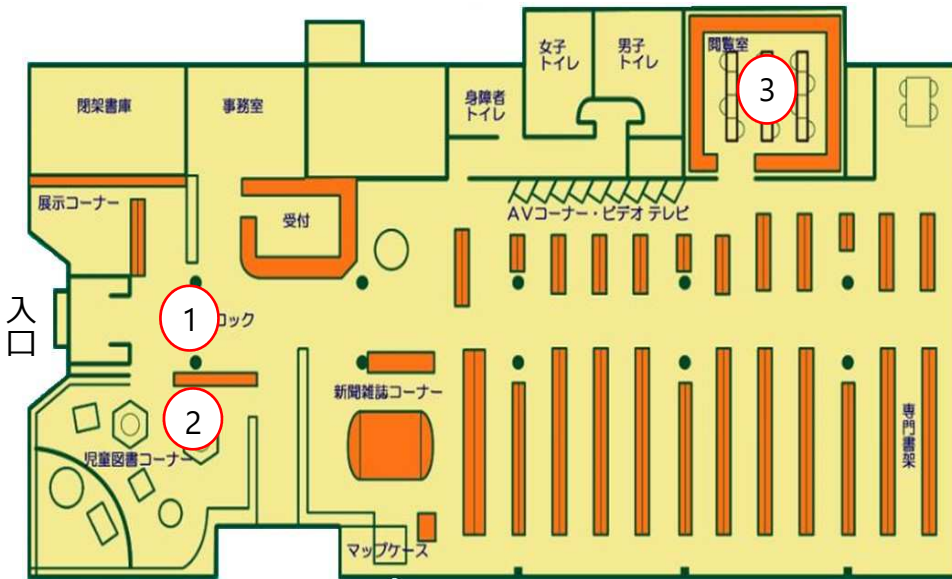 女子
トイレ
男子
トイレ
閲覧室
3
閉架書庫
事務室
身障者
トイレ
展示コーナー
受付
AVコーナー・ビデオ テレビ
入口
1
ロック
新聞雑誌コーナー
2
児童図書コーナー
専門書架
マップケース